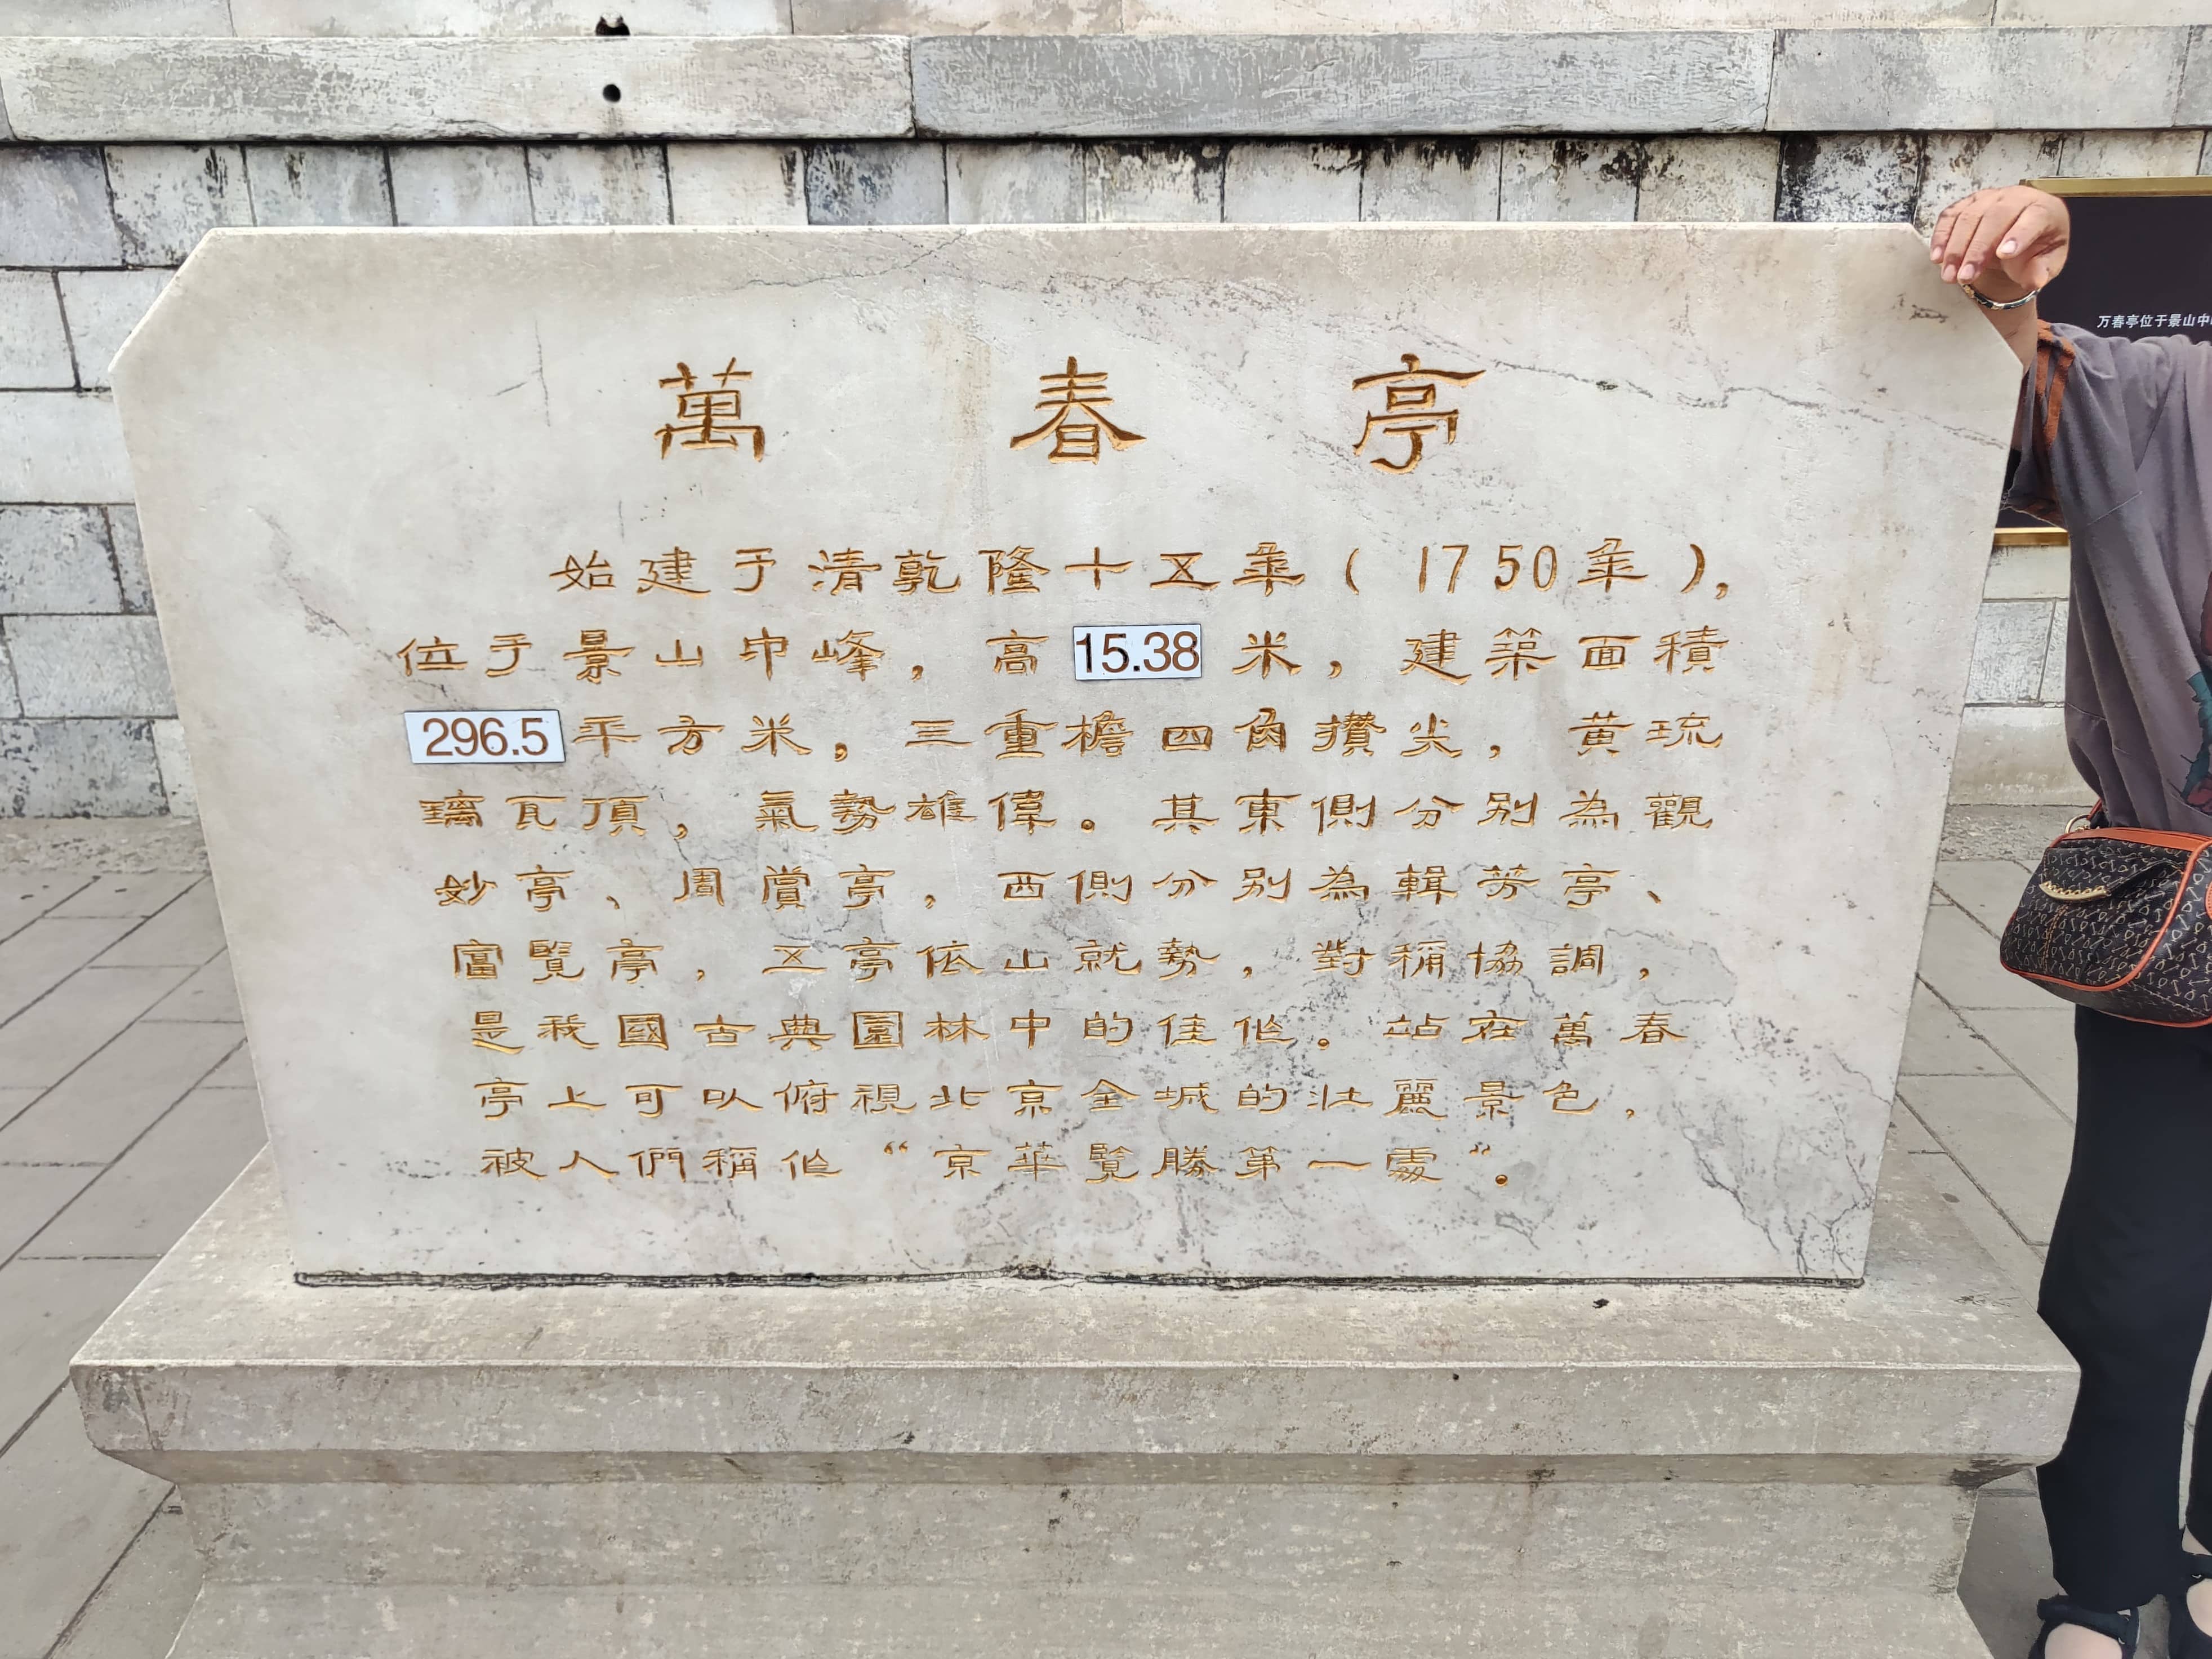 萬春亭
始建于清乾隆十五年（1750年），
位于景山中峰，高15.38米，建築面積
296.5平方米，三重檐四角攢尖，黄琉
璃瓦頂，氣勢雄偉。其東側分别為觀
妙亭、周賞亭，西側分别為輯芳亭、
富覧亭，五亭依山就勢，對稱協調，
是我國古典園林中的佳作。站在萬春
亭上可以俯視北京全城的壮麗景色，
被人們稱作“京華覧勝第一處”。
万春亭位于景山中